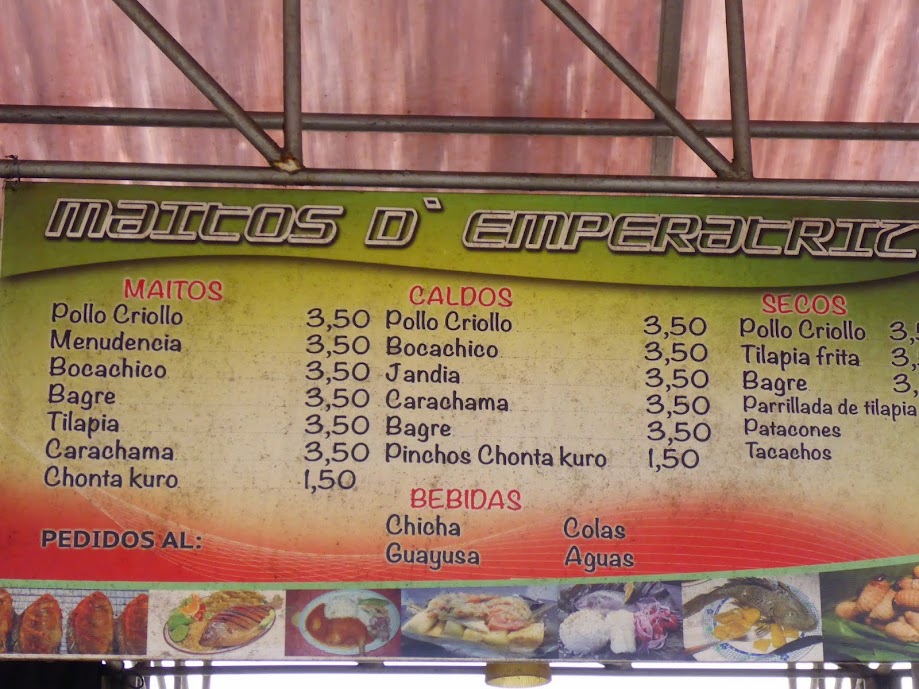 MAITOS D` EMPERATRIZ
MAITOS
Pollo Criollo 3,50
Menudencia 3,50
Bocachico 3,50
Bagre 3,50
Tilapia 3,50
Carachama 3,50
Chonta kuro 1,50
CALDOS
Pollo Criollo 3,50
Bocachico 3,50
Jandia 3,50
Carachama 3,50
Bagre 3,50
Pinchos Chonta kuro 1,50
SECOS
Pollo Criollo
Tilapia frita
Bagre
Parrillada de tilapia
Patacones
Tacachos
BEBIDAS
Chicha Colas
Guayusa Aguas
PEDIDOS AL: